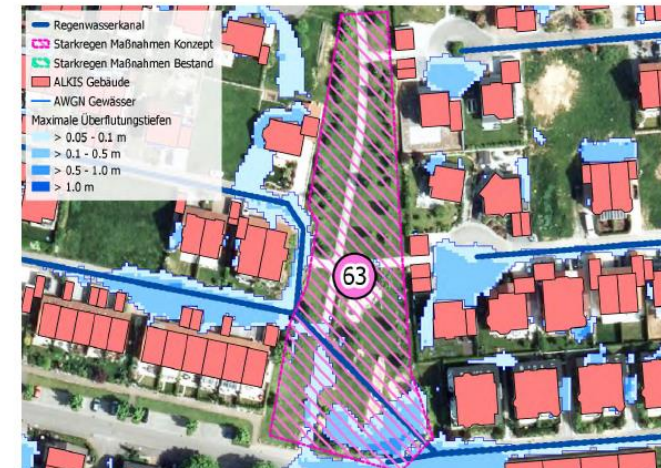 Regenwasserkanal
Starkregen Maßnahmen Konzept
Starkregen Maßnahmen Bestand
ALKIS Gebäude
AWGN Gewässer
Maximale Überflutungstiefen
> 0.05 - 0.1 m
> 0.1 - 0.5 m
> 0.5 - 1.0 m
> 1.0 m
63